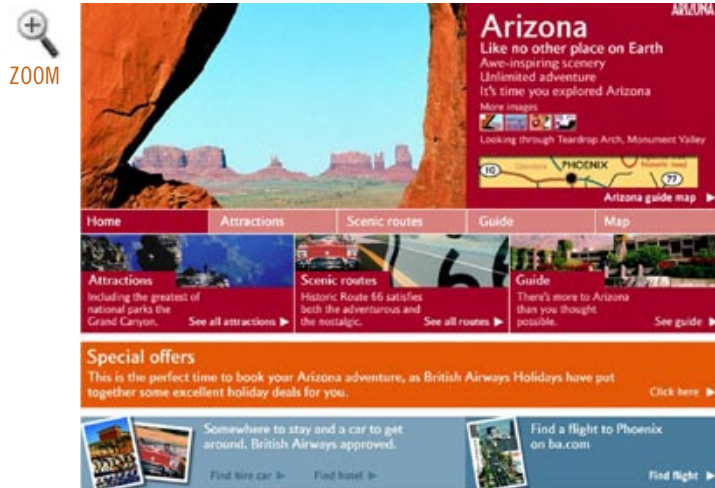 ZOOM
ARIZONA
Arizona
Like no other place on Earth
Awe-inspiring scenery
Unlimited adventure
It's time you explored Arizona
More images
Looking through Teardrop Arch, Monument Valley
Glendale
PHOENIX
historic road
10
77
Arizona guide map
Home
Attractions
Scenic routes
Guide
Map
Attractions
Including the greatest of
national parks the
Grand Canyon.
See all attractions
Scenic routes
Historic Route 66 satisfies
both the adventurous and
the nostalgic.
See all routes
Guide
There's more to Arizona
than you thought
possible.
See guide
Special offers
This is the perfect time to book your Arizona adventure, as British Airways Holidays have put
together some excellent holiday deals for you.
Click here
Somewhere to stay and a car to get
around. British Airways approved.
Find hire car
Find hotel
Find a flight to Phoenix
on ba.com
Find flight